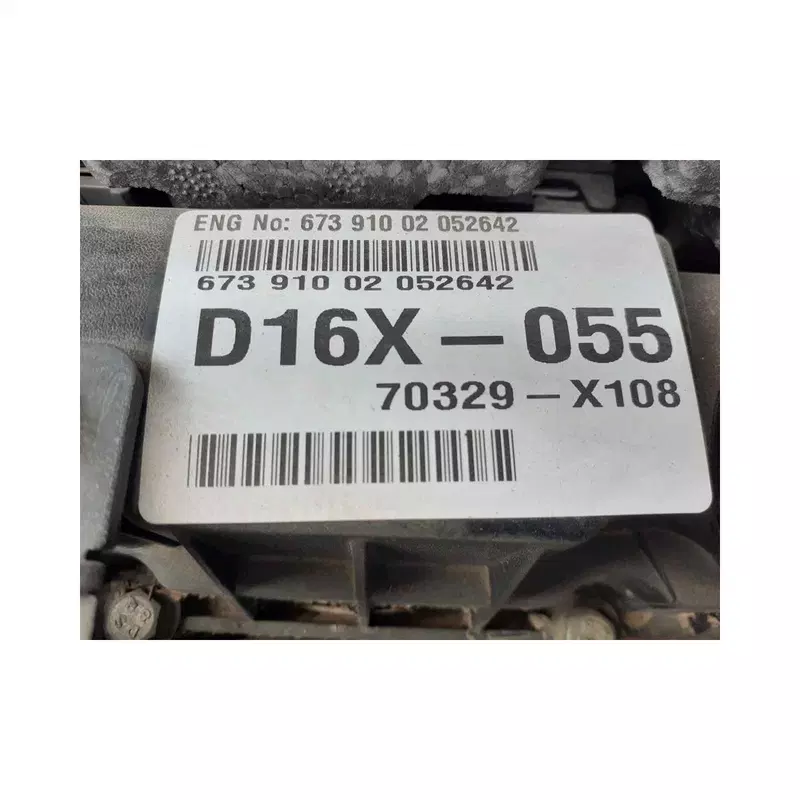 ENG No: 673 910 02 052642
673 910 02 052642
D16X - 055
70329 - X108